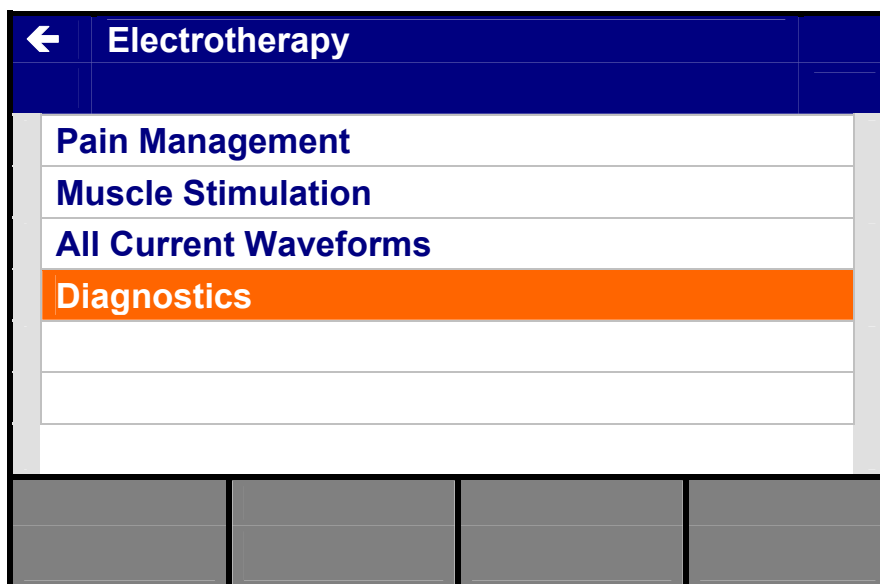 Electrotherapy
Pain Management
Muscle Stimulation
All Current Waveforms
Diagnostics